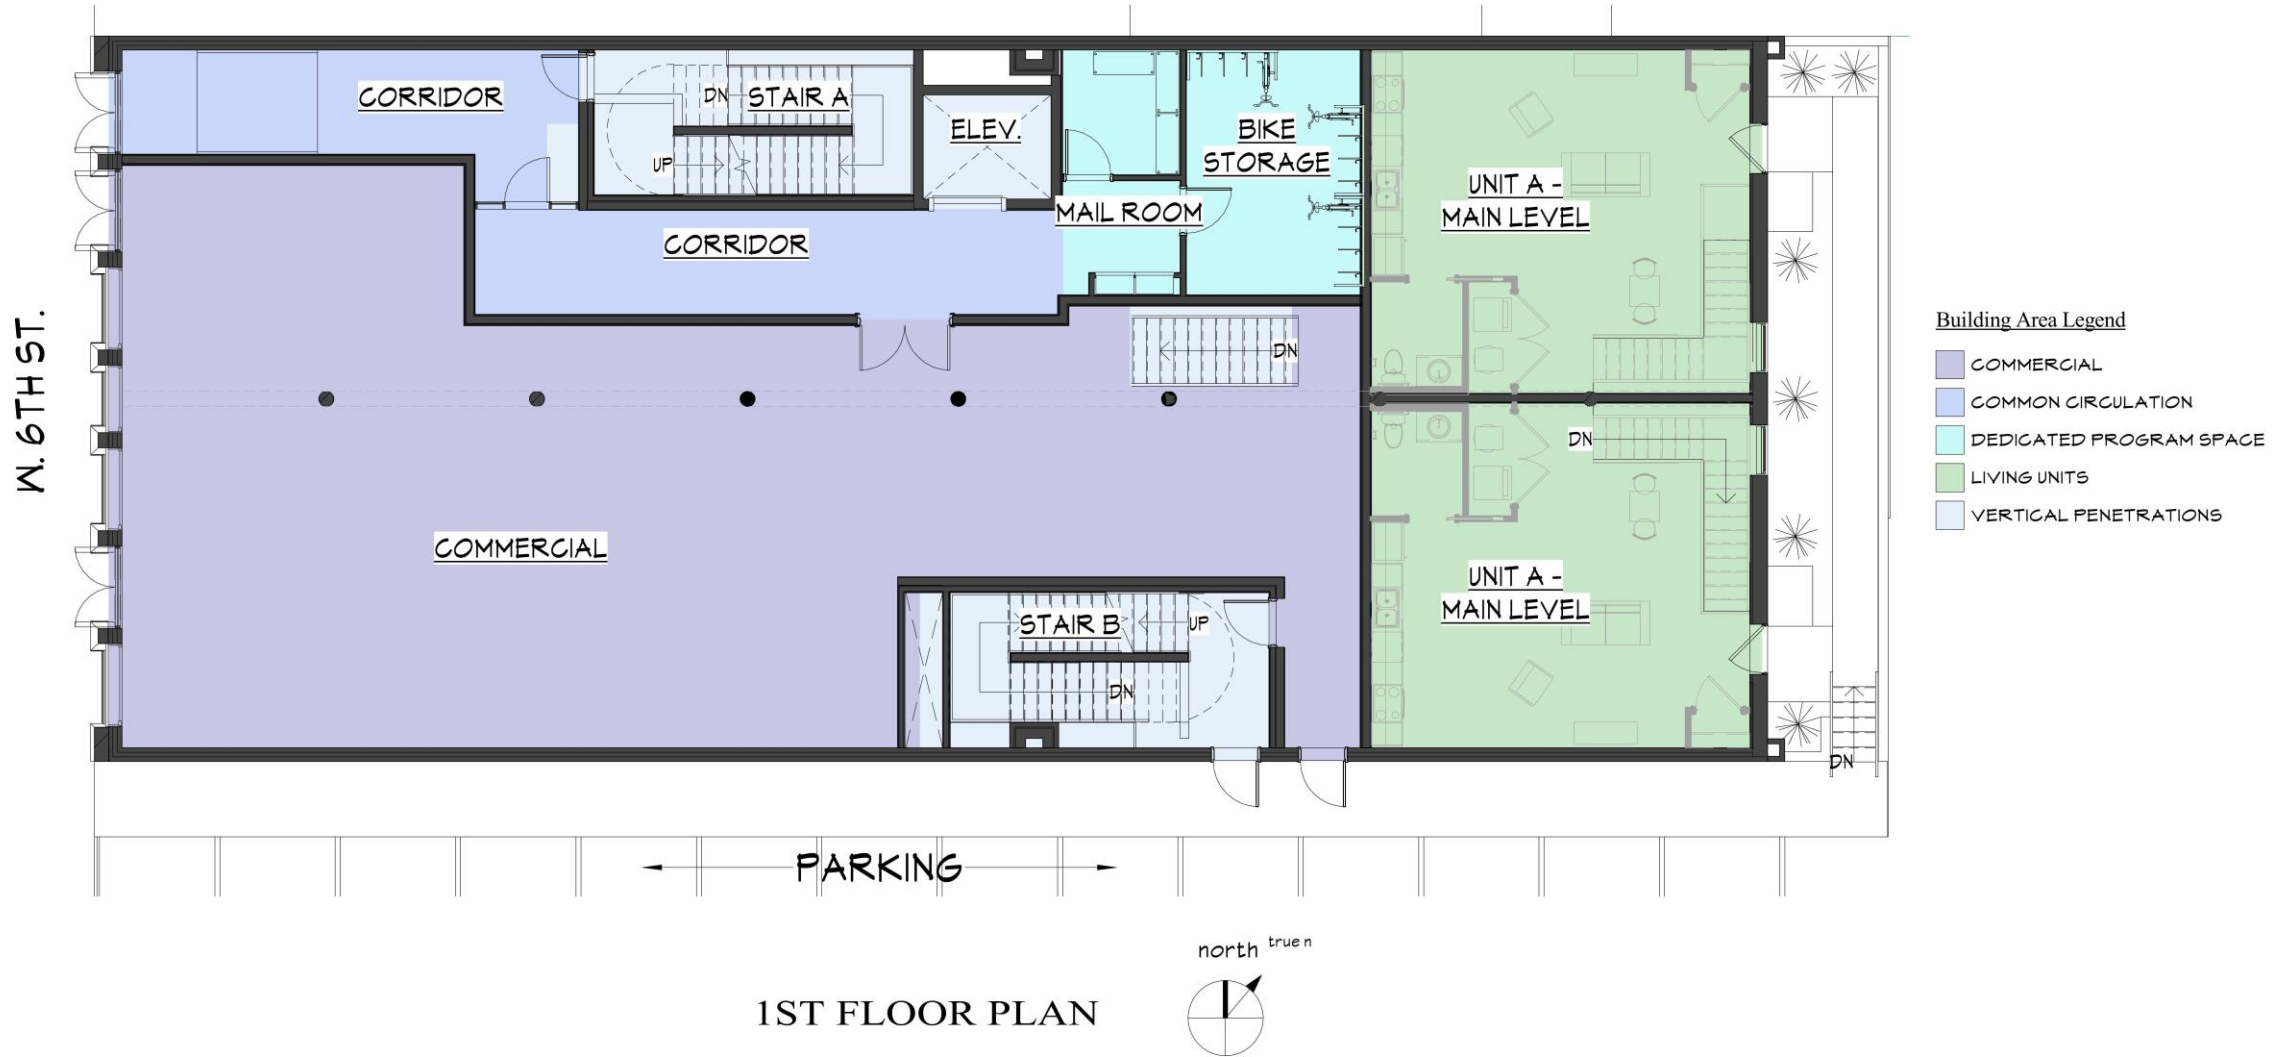 CORRIDOR
DN
STAIR A
UP
ELEV.
BIKE
STORAGE
MAIL ROOM
CORRIDOR
UNIT A -
MAIN LEVEL
DN
W. 6TH ST.
COMMERCIAL
DN
UNIT A -
MAIN LEVEL
STAIR B
UP
DN
DN
PARKING
Building Area Legend
COMMERCIAL
COMMON CIRCULATION
DEDICATED PROGRAM SPACE
LIVING UNITS
VERTICAL PENETRATIONS
north true n
1ST FLOOR PLAN